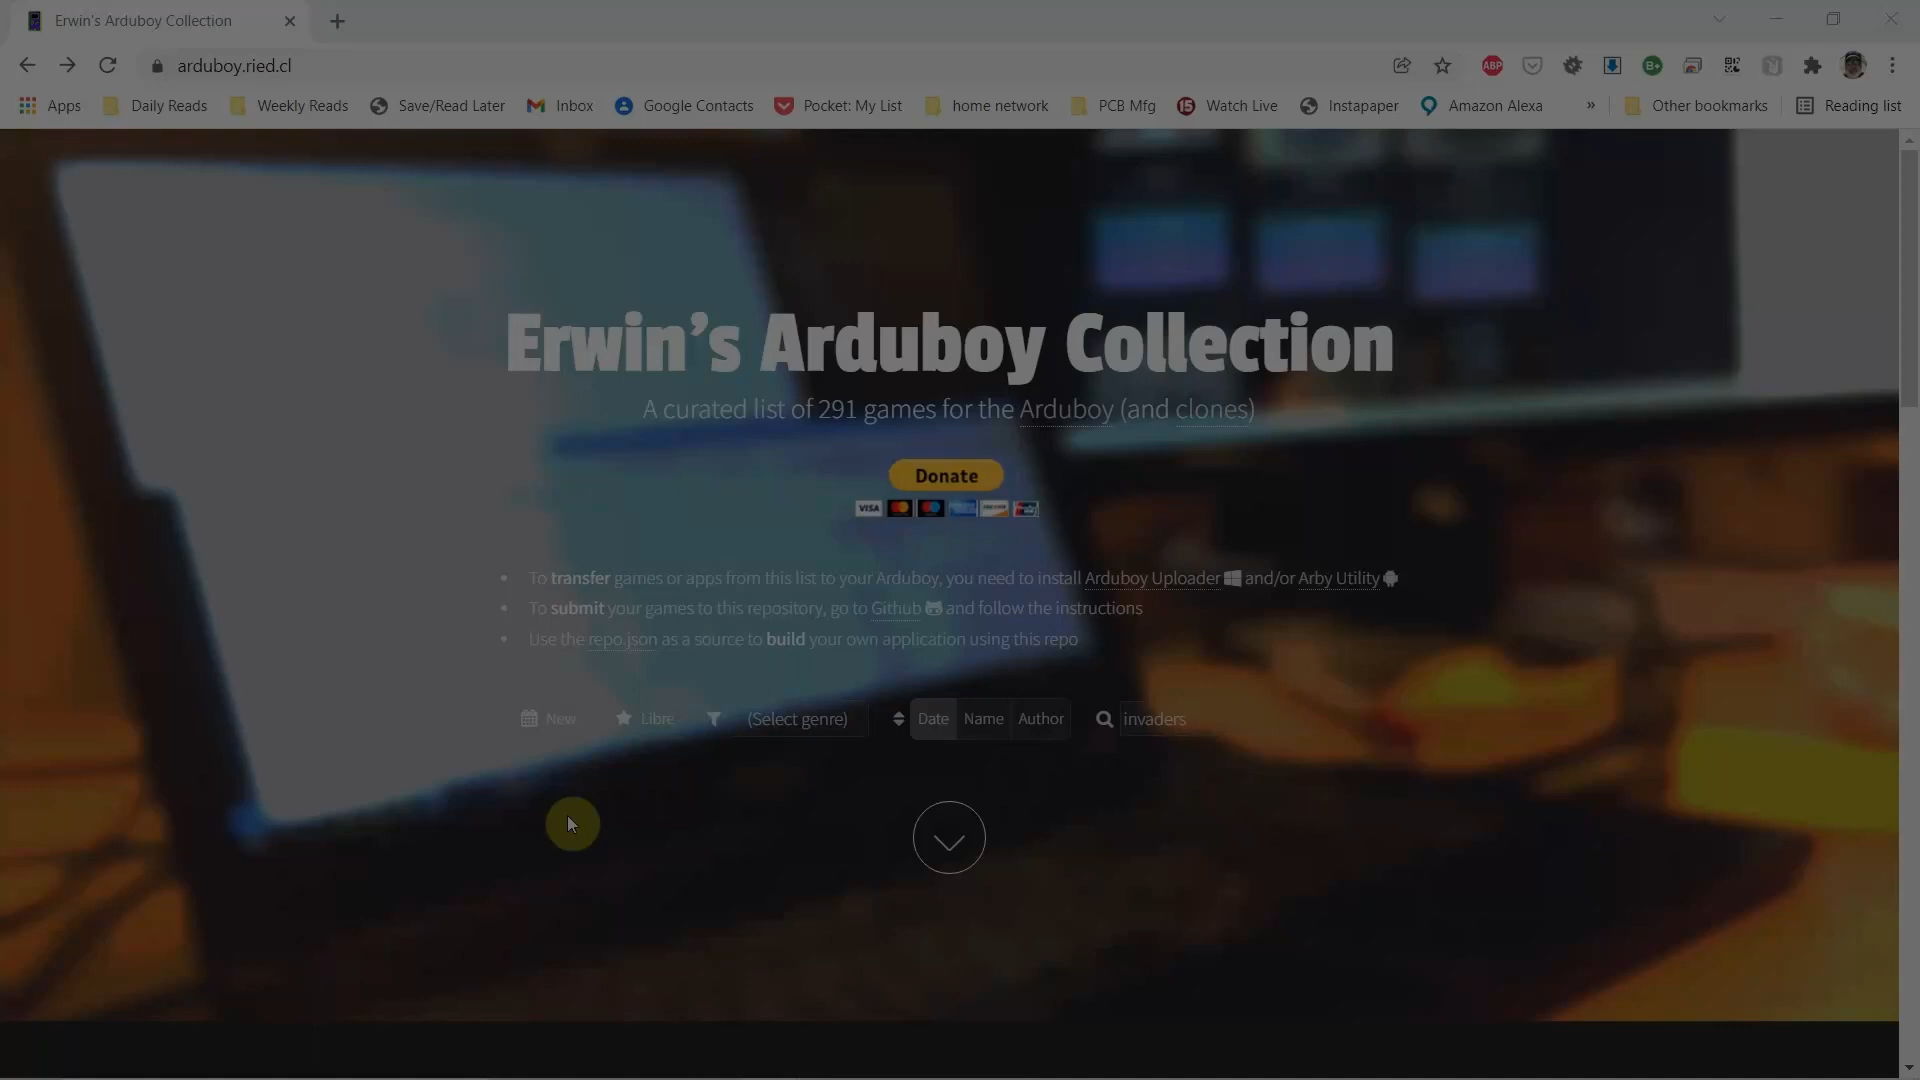 Erwin's Arduboy Collection
arduboy.ried.cl
ABP
B+
Apps Daily Reads Weekly Reads Save/Read Later Inbox Google Contacts Pocket: My List home network PCB Mfg 15 Watch Live Instapaper Amazon Alexa » Other bookmarks Reading list
Erwin’s Arduboy Collection
A curated list of 291 games for the Arduboy (and clones)
Donate
VISA
• To transfer games or apps from this list to your Arduboy, you need to install Arduboy Uploader and/or Arby Utility
• To submit your games to this repository, go to Github and follow the instructions
• Use the repo.json as a source to build your own application using this repo
New Libre (Select genre) Date Name Author invaders